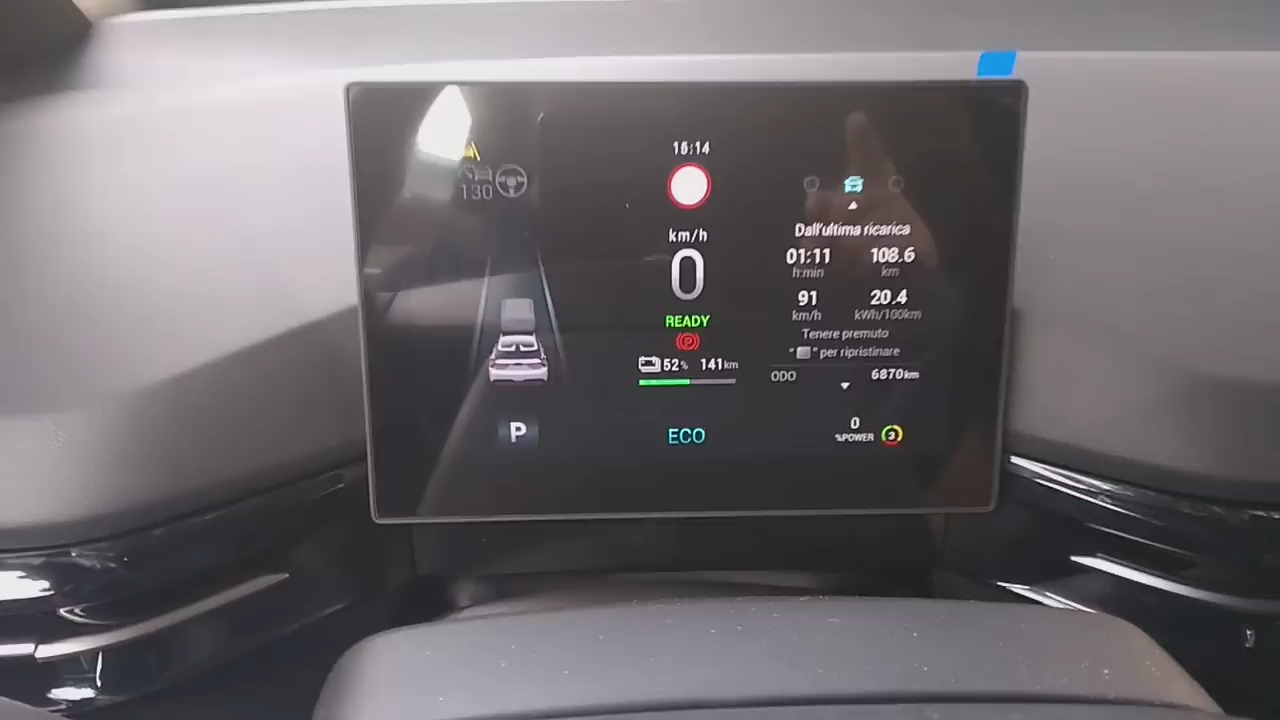 16:14
130
km/h
0
READY
52% 141km
P
ECO
Dall'ultima ricarica
01:11 108.6
h:min km
91 20.4
km/h kWh/100km
Tenere premuto
" " per ripristinare
ODO 6870km
0
%POWER 3